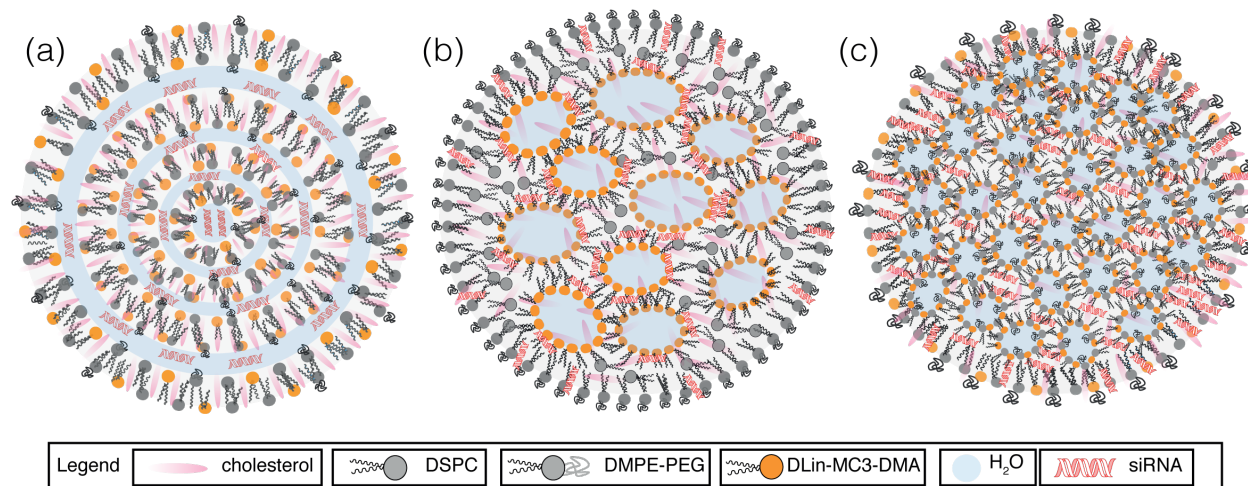 (a) (b) (c)
Legend cholesterol DSPC DMPE-PEG DLin-MC3-DMA H₂O siRNA